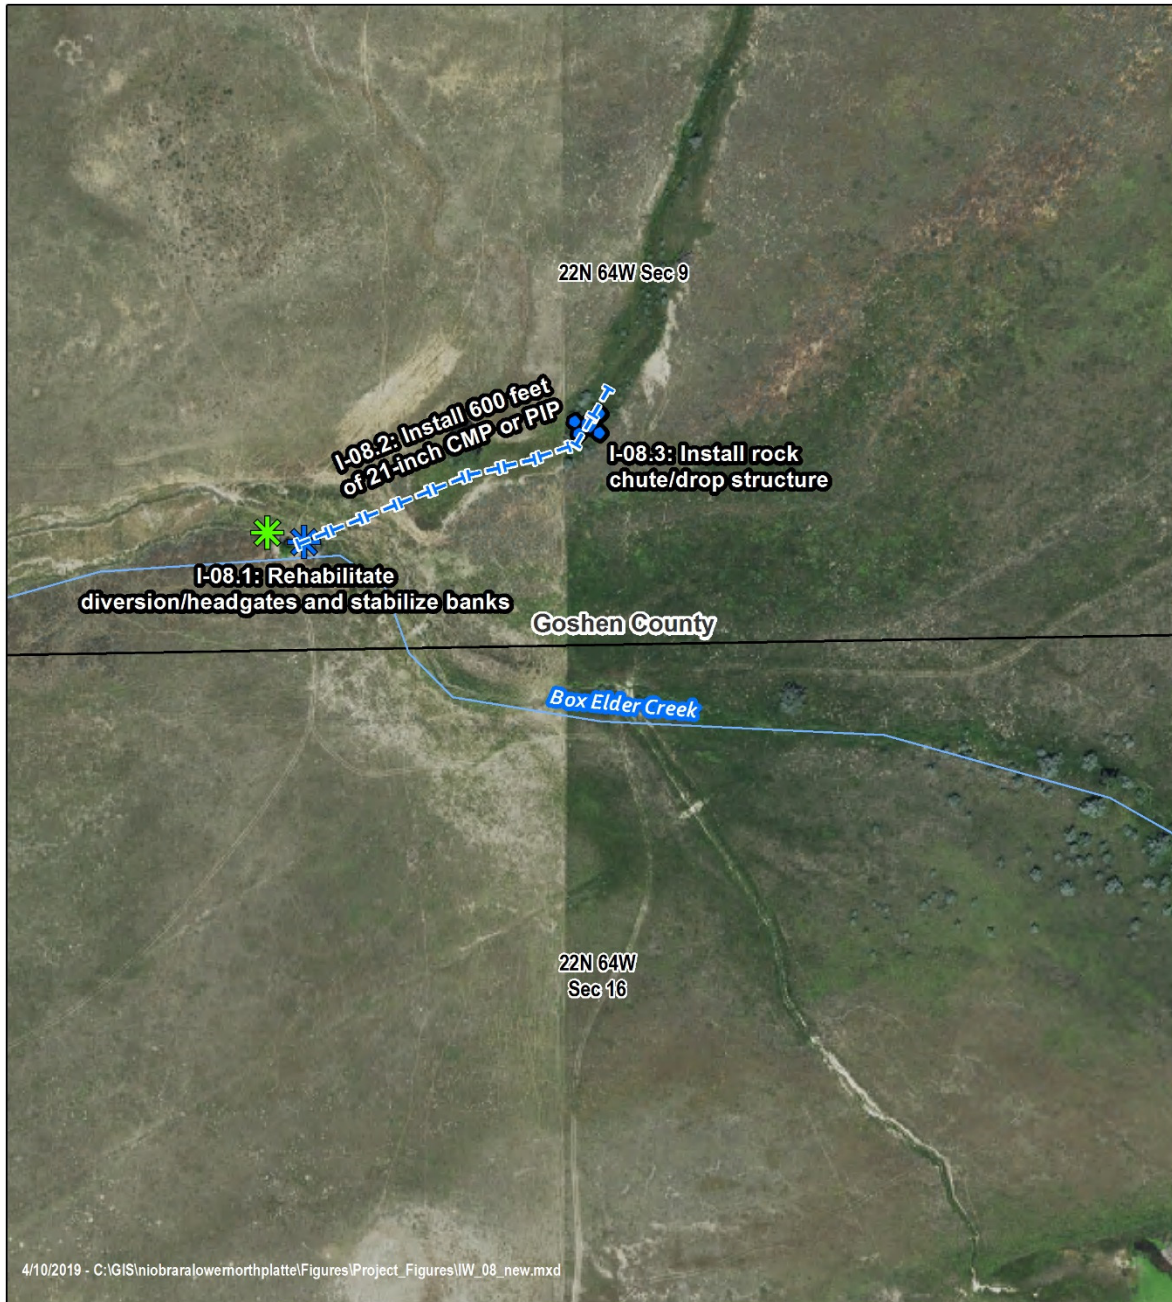 22N 64W Sec 9
I-08.2: Install 600 feet
of 21-inch CMP or PIP
I-08.3: Install rock
chute/drop structure
I-08.1: Rehabilitate
diversion/headgates and stabilize banks
Goshen County
Box Elder Creek
22N 64W
Sec 16
4/10/2019 - C:\GIS\niobraralowernorthplatte\Figures\Project_Figures\IW_08_new.mxd